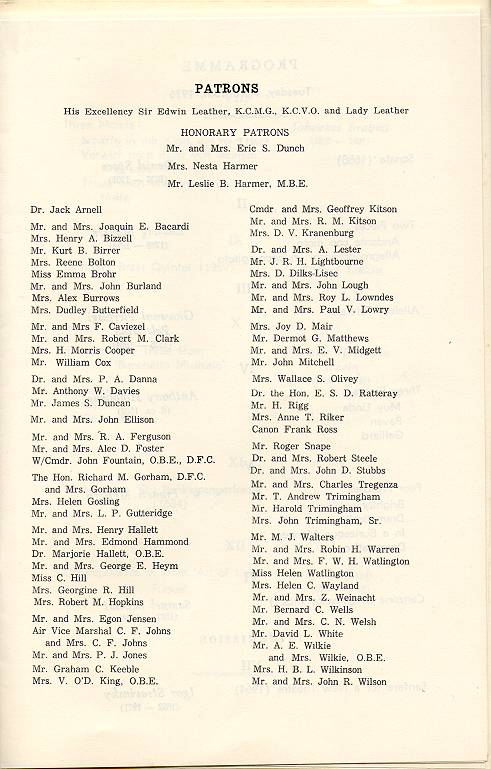 PATRONS
His Excellency Sir Edwin Leather, K.C.M.G., K.C.V.O. and Lady Leather
HONORARY PATRONS
Mr. and Mrs. Eric S. Dunch
Mrs. Nesta Harmer
Mr. Leslie B. Harmer, M.B.E.
Dr. Jack Arnell
Mr. and Mrs. Joaquin E. Bacardi
Mrs. Henry A. Bizzell
Mr. Kurt B. Birrer
Mrs. Reene Bolton
Miss Emma Brohr
Mr. and Mrs. John Burland
Mrs. Alex Burrows
Mrs. Dudley Butterfield
Mr. and Mrs F. Caviezel
Mr. and Mrs. Robert M. Clark
Mrs. H. Morris Cooper
Mr. William Cox
Dr. and Mrs. P. A. Danna
Mr. Anthony W. Davies
Mr. James S. Duncan
Mr. and Mrs. John Ellison
Mr. and Mrs. R. A. Ferguson
Mr. and Mrs. Alec D. Foster
W/Cmdr. John Fountain, O.B.E., D.F.C.
The Hon. Richard M. Gorham, D.F.C.
and Mrs. Gorham
Mrs. Helen Gosling
Mr. and Mrs. L. P. Gutteridge
Mr. and Mrs. Henry Hallett
Mr. and Mrs. Edmond Hammond
Dr. Marjorie Hallett, O.B.E.
Mr. and Mrs. George E. Heym
Miss C. Hill
Mrs. Georgine R. Hill
Mrs. Robert M. Hopkins
Mr. and Mrs. Egon Jensen
Air Vice Marshal C. F. Johns
and Mrs. C. F. Johns
Mr. and Mrs. P. J. Jones
Mr. Graham C. Keeble
Mrs. V. O'D. King, O.B.E.
Cmdr and Mrs. Geoffrey Kitson
Mr. and Mrs. R. M. Kitson
Mrs. D. V. Kranenburg
Dr. and Mrs. A. Lester
Mr. J. R. H. Lightbourne
Mrs. D. Dilks-Lisec
Mr. and Mrs. John Lough
Mr. and Mrs. Roy L. Lowndes
Mr. and Mrs. Paul V. Lowry
Mrs. Joy D. Mair
Mr. Dermot G. Matthews
Mr. and Mrs. E. V. Midgett
Mr. John Mitchell
Mrs. Wallace S. Olivey
Dr. the Hon. E. S. D. Ratteray
Mr. H. Rigg
Mrs. Anne T. Riker
Canon Frank Ross
Mr. Roger Snape
Dr. and Mrs. Robert Steele
Dr. and Mrs. John D. Stubbs
Mr. and Mrs. Charles Tregenza
Mr. T. Andrew Trimingham
Mr. Harold Trimingham
Mrs. John Trimingham, Sr.
Mr. M. J. Walters
Mr. and Mrs. Robin H. Warren
Mr. and Mrs. F. W. H. Watlington
Miss Helen Watlington
Mrs. Helen C. Wayland
Mr. and Mrs. Z. Weinacht
Mr. Bernard C. Wells
Mr. and Mrs. C. N. Welsh
Mr. David L. White
Mr. A. E. Wilkie
and Mrs. Wilkie, O.B.E.
Mrs. H. B. L. Wilkinson
Mr. and Mrs. John R. Wilson